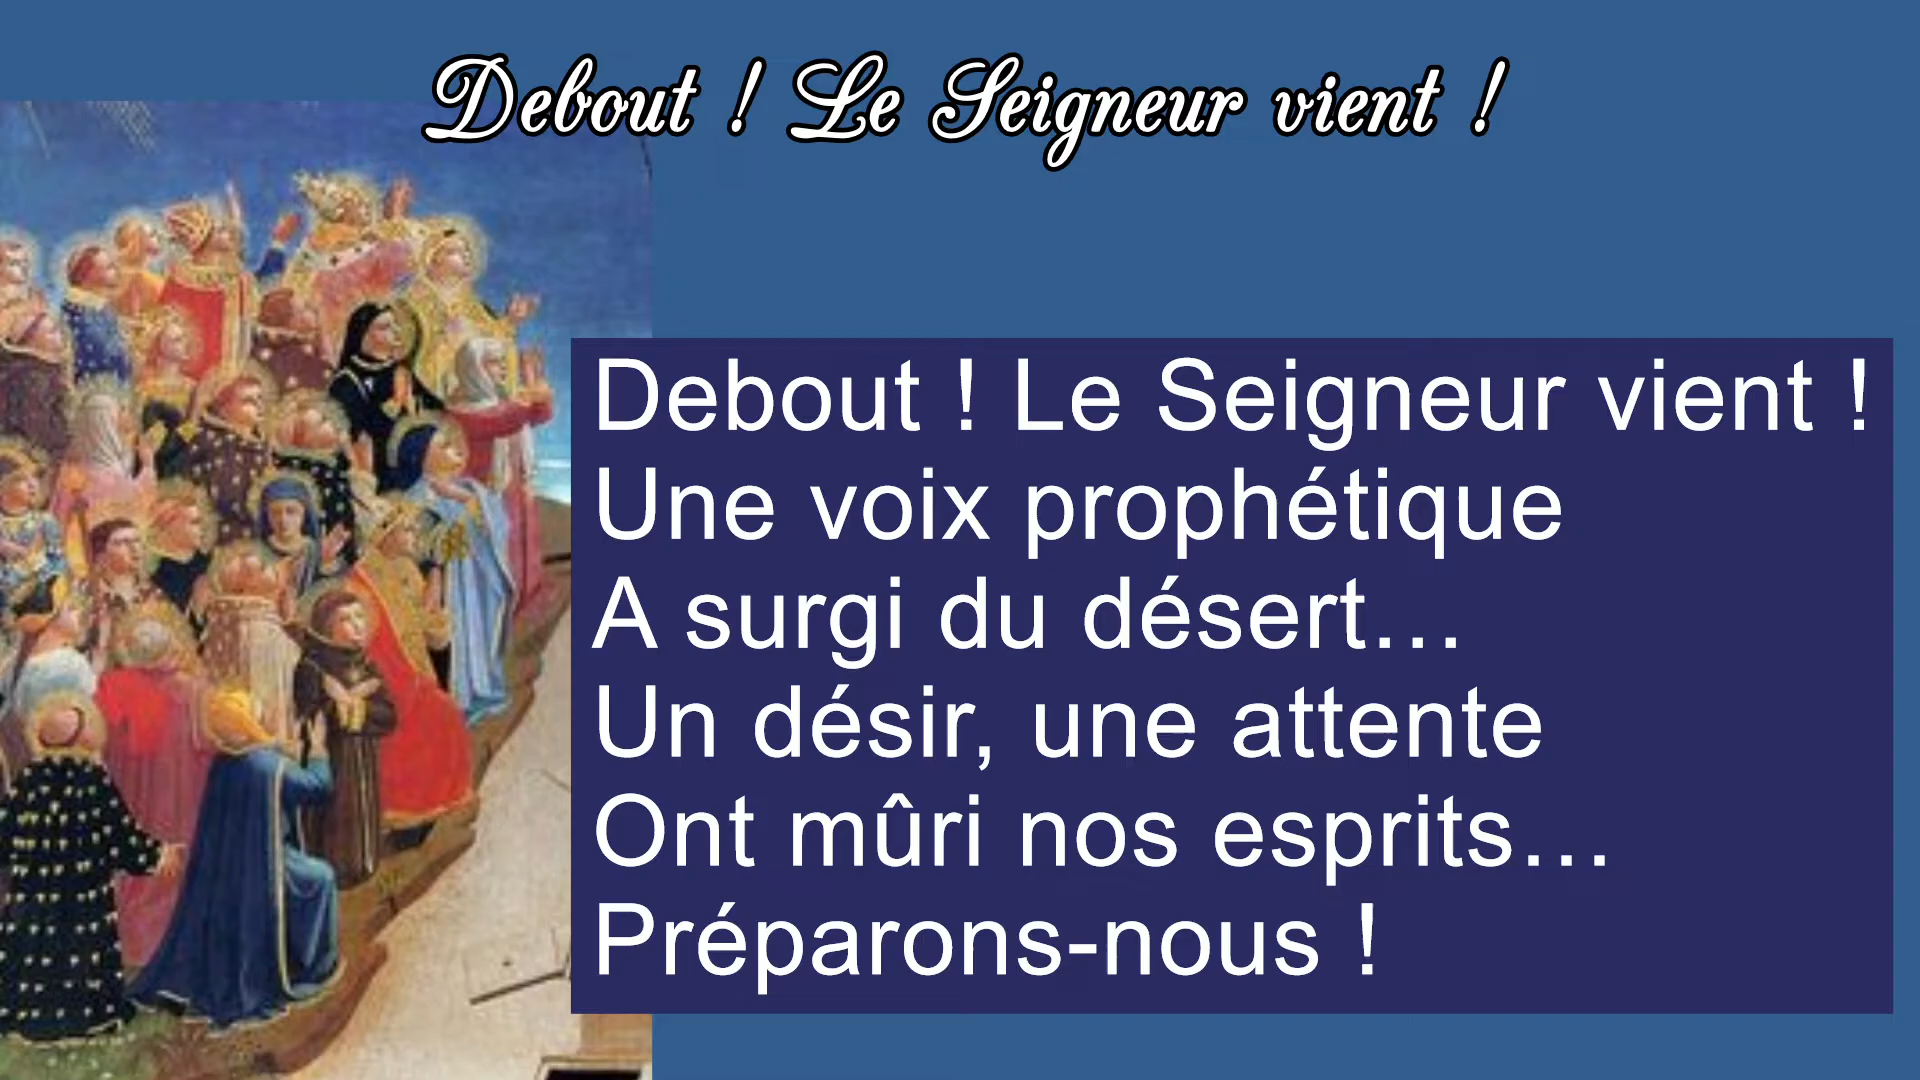 Debout ! Le Seigneur vient !
Debout ! Le Seigneur vient !
Une voix prophétique
A surgi du désert…
Un désir, une attente
Ont mûri nos esprits…
Préparons-nous !